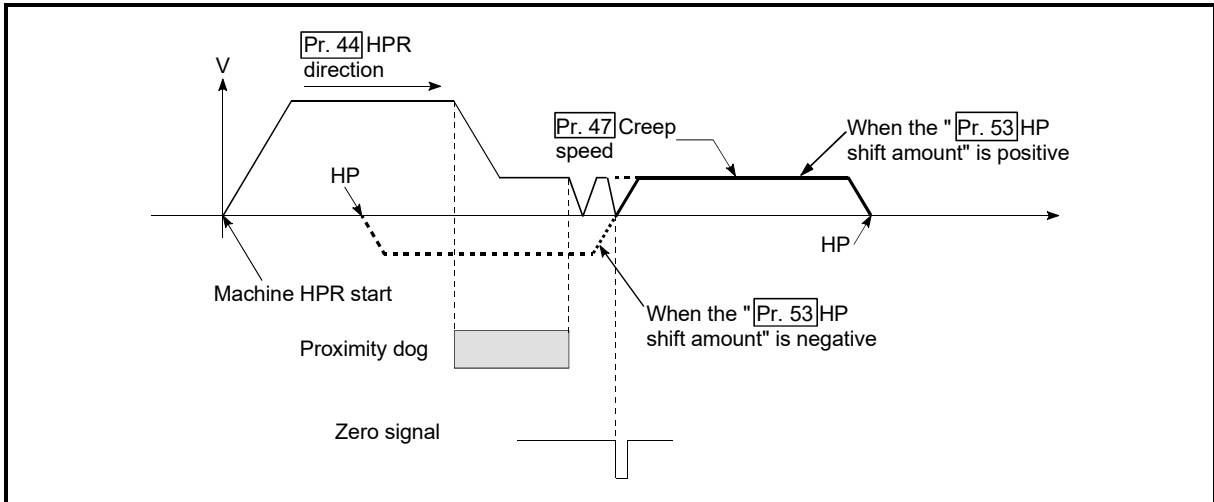 Pr. 44 HPR
direction
V
Pr. 47 Creep
speed
When the " Pr. 53 HP
shift amount" is positive
HP
HP
Machine HPR start
When the " Pr. 53 HP
shift amount" is negative
Proximity dog
Zero signal